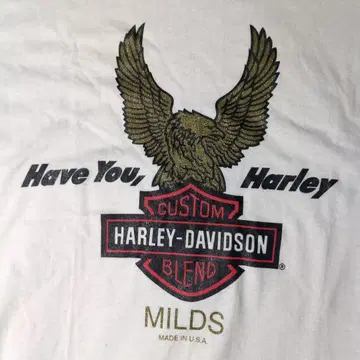 Have You, Harley
CUSTOM
HARLEY-DAVIDSON
BLEND
®
MILDS
MADE IN U.S.A.